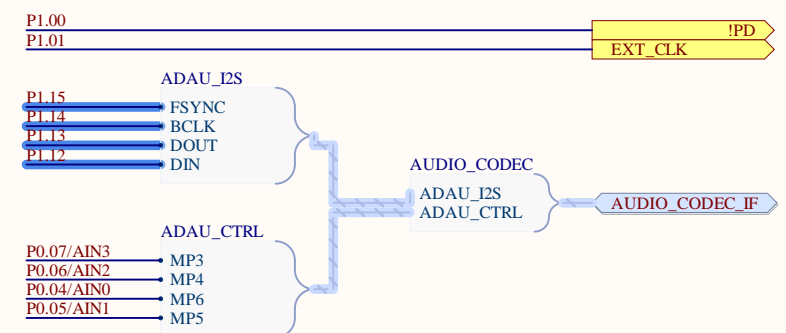 P1.00
!PD
P1.01
EXT_CLK
ADAU_I2S
P1.15
FSYNC
P1.14
BCLK
P1.13
DOUT
P1.12
DIN
AUDIO_CODEC
ADAU_I2S
AUDIO_CODEC_IF
ADAU_CTRL
ADAU_CTRL
P0.07/AIN3
MP3
P0.06/AIN2
MP4
P0.04/AIN0
MP6
P0.05/AIN1
MP5